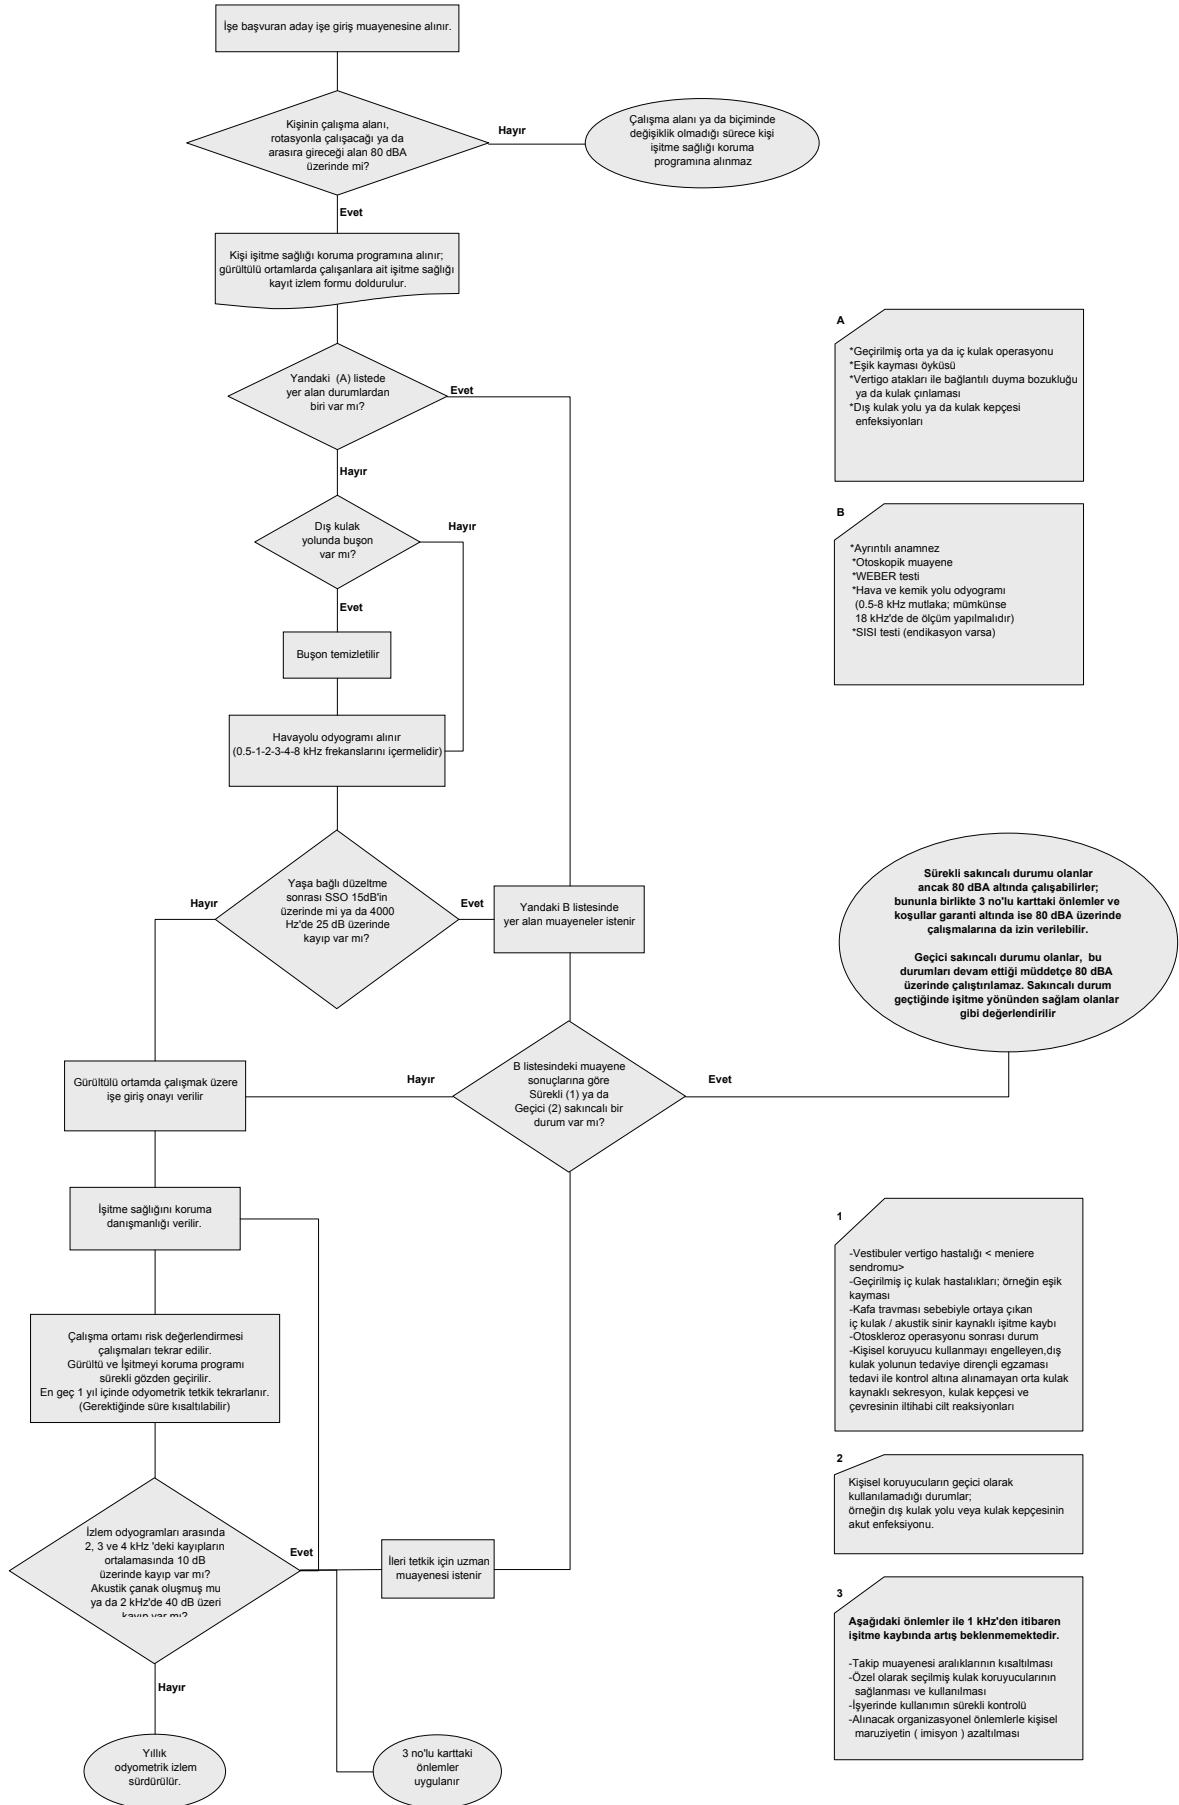 İşe başvuran aday işe giriş muayenesine alınır.
Kişinin çalışma alanı,
rotasyonla çalışacağı ya da
arasıra gireceği alan 80 dBA
üzerinde mi?
Hayır
Çalışma alanı ya da biçiminde
değişiklik olmadığı sürece kişi
işitme sağlığı koruma
programına alınmaz
Evet
Kişi işitme sağlığı koruma programına alınır;
gürültülü ortamlarda çalışanlara ait işitme sağlığı
kayıt izlem formu doldurulur.
Yandaki (A) listede
yer alan durumlardan
biri var mı?
Evet
Hayır
Dış kulak
yolunda buşon
var mı?
Hayır
Evet
Buşon temizletilir
Havayolu odyogramı alınır
(0.5-1-2-3-4-8 kHz frekanslarını içermelidir)
A
*Geçirilmiş orta ya da iç kulak operasyonu
*Eşik kayması öyküsü
*Vertigo atakları ile bağlantılı duyma bozukluğu
ya da kulak çınlaması
*Dış kulak yolu ya da kulak kepçesi
enfeksiyonları
B
*Ayrıntılı anamnez
*Otoskopik muayene
*WEBER testi
*Hava ve kemik yolu odyogramı
(0.5-8 kHz mutlaka; mümkünse
18 kHz'de de ölçüm yapılmalıdır)
*SISI testi (endikasyon varsa)
Yaşa bağlı düzeltme
sonrası SSO 15dB'in
üzerinde mi ya da 4000
Hz'de 25 dB üzerinde
kayıp var mı?
Hayır
Evet
Yandaki B listesinde
yer alan muayeneler istenir
Sürekli sakıncalı durumu olanlar
ancak 80 dBA altında çalışabilirler;
bununla birlikte 3 no'lu karttaki önlemler ve
koşullar garanti altında ise 80 dBA üzerinde
çalışmalarına da izin verilebilir.
Geçici sakıncalı durumu olanlar, bu
durumları devam ettiği müddetçe 80 dBA
üzerinde çalıştırılamaz. Sakıncalı durum
geçtiğinde işitme yönünden sağlam olanlar
gibi değerlendirilir
B listesindeki muayene
sonuçlarına göre
Sürekli (1) ya da
Geçici (2) sakıncalı bir
durum var mı?
Hayır
Evet
Gürültülü ortamda çalışmak üzere
işe giriş onayı verilir
İşitme sağlığını koruma
danışmanlığı verilir.
Çalışma ortamı risk değerlendirmesi
çalışmaları tekrar edilir.
Gürültü ve İşitmeyi koruma programı
sürekli gözden geçirilir.
En geç 1 yıl içinde odyometrik tetkik tekrarlanır.
(Gerektiğinde süre kısaltılabilir)
İzlem odyogramları arasında
2, 3 ve 4 kHz 'deki kayıpların
ortalamasında 10 dB
üzerinde kayıp var mı?
Akustik çanak oluşmuş mu
ya da 2 kHz'de 40 dB üzeri
kayıp var mı?
Evet
İleri tetkik için uzman
muayenesi istenir
Hayır
Yıllık
odyometrik izlem
sürdürülür.
3 no'lu karttaki
önlemler
uygulanır
1
-Vestibuler vertigo hastalığı < meniere
sendromu>
-Geçirilmiş iç kulak hastalıkları; örneğin eşik
kayması
-Kafa travması sebebiyle ortaya çıkan
iç kulak / akustik sinir kaynaklı işitme kaybı
-Otoskleroz operasyonu sonrası durum
-Kişisel koruyucu kullanmayı engelleyen,dış
kulak yolunun tedaviye dirençli egzaması
tedavi ile kontrol altına alınamayan orta kulak
kaynaklı sekresyon, kulak kepçesi ve
çevresinin iltihabi cilt reaksiyonları
2
Kişisel koruyucuların geçici olarak
kullanılamadığı durumlar;
örneğin dış kulak yolu veya kulak kepçesinin
akut enfeksiyonu.
3
Aşağıdaki önlemler ile 1 kHz'den itibaren
işitme kaybında artış beklenmemektedir.
-Takip muayenesi aralıklarının kısaltılması
-Özel olarak seçilmiş kulak koruyucularının
sağlanması ve kullanılması
-İşyerinde kullanımın sürekli kontrolü
-Alınacak organizasyonel önlemlerle kişisel
maruziyetin ( imisyon ) azaltılması